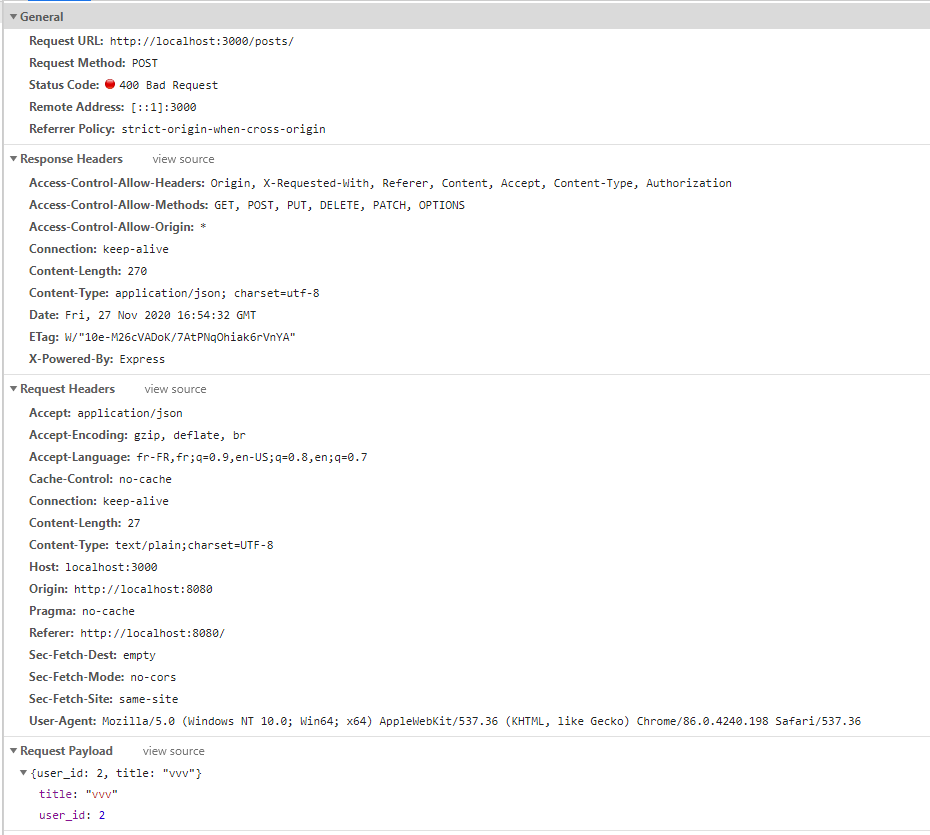 General
Request URL: http://localhost:3000/posts/
Request Method: POST
Status Code: 400 Bad Request
Remote Address: [::1]:3000
Referrer Policy: strict-origin-when-cross-origin
Response Headers view source
Access-Control-Allow-Headers: Origin, X-Requested-With, Referer, Content, Accept, Content-Type, Authorization
Access-Control-Allow-Methods: GET, POST, PUT, DELETE, PATCH, OPTIONS
Access-Control-Allow-Origin: *
Connection: keep-alive
Content-Length: 270
Content-Type: application/json; charset=utf-8
Date: Fri, 27 Nov 2020 16:54:32 GMT
ETag: W/"10e-M26cVADoK/7AtPNqOhiak6rVnYA"
X-Powered-By: Express
Request Headers view source
Accept: application/json
Accept-Encoding: gzip, deflate, br
Accept-Language: fr-FR,fr;q=0.9,en-US;q=0.8,en;q=0.7
Cache-Control: no-cache
Connection: keep-alive
Content-Length: 27
Content-Type: text/plain;charset=UTF-8
Host: localhost:3000
Origin: http://localhost:8080
Pragma: no-cache
Referer: http://localhost:8080/
Sec-Fetch-Dest: empty
Sec-Fetch-Mode: no-cors
Sec-Fetch-Site: same-site
User-Agent: Mozilla/5.0 (Windows NT 10.0; Win64; x64) AppleWebKit/537.36 (KHTML, like Gecko) Chrome/86.0.4240.198 Safari/537.36
Request Payload view source
{user_id: 2, title: "vvv"}
title: "vvv"
user_id: 2